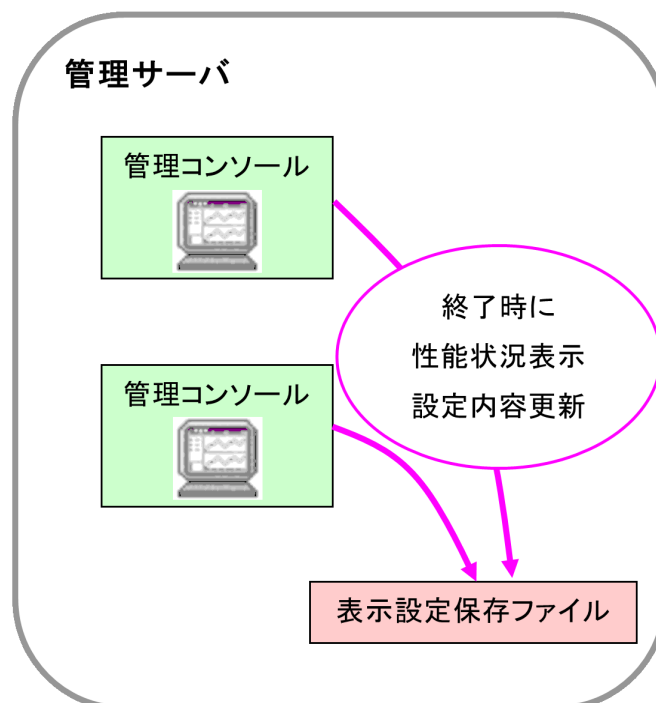 管理サーバ
管理コンソール
終了時に
性能状況表示
設定内容更新
管理コンソール
表示設定保存ファイル